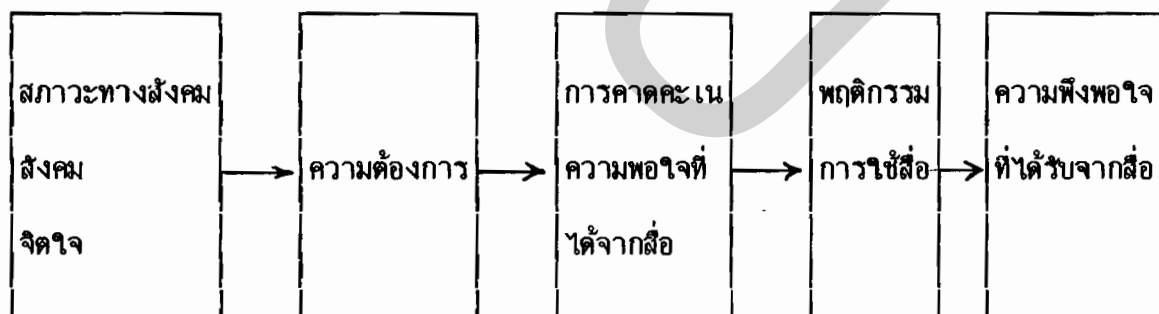 สภาวะทางสังคม
สังคม
จิตใจ
ความต้องการ
การคาดคะเน
ความพอใจที่
ได้จากสื่อ
พฤติกรรม
การใช้สื่อ
ความพึงพอใจ
ที่ได้รับจากสื่อ